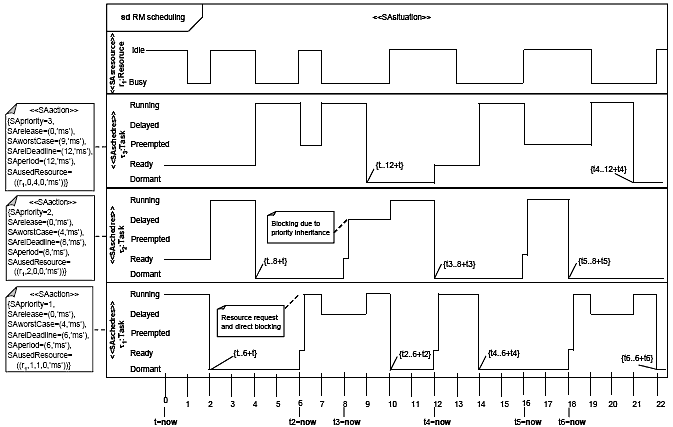 sd RM scheduling
<<SAsituation>>
<<SAresource>>
r1:Resoruce
Idle
Busy
<<SAaction>>
{SApriority=3,
SArelease=(0,'ms'),
SAworstCase=(9,'ms'),
SArelDeadline=(12,'ms'),
SAperiod=(12,'ms'),
SAusedResource=
((r1,0,4,0,'ms'))}
<<SAschedres>>
τ3:Task
Running
Delayed
Preempted
Ready
Dormant
{t..12+t}
{t4..12+t4}
<<SAaction>>
{SApriority=2,
SArelease=(0,'ms'),
SAworstCase=(4,'ms'),
SArelDeadline=(8,'ms'),
SAperiod=(8,'ms'),
SAusedResource=
((r1,2,0,0,'ms'))}
<<SAschedres>>
τ2:Task
Running
Delayed
Preempted
Ready
Dormant
Blocking due to
priority inheritance
{t..8+t}
{t3..8+t3}
{t5..8+t5}
<<SAaction>>
{SApriority=1,
SArelease=(0,'ms'),
SAworstCase=(4,'ms'),
SArelDeadline=(6,'ms'),
SAperiod=(6,'ms'),
SAusedResource=
((r1,1,1,0,'ms'))}
<<SAschedres>>
τ1:Task
Running
Delayed
Preempted
Ready
Dormant
Resource request
and direct blocking
{t..6+t}
{t2..6+t2}
{t4..6+t4}
{t6..6+t6}
0 1 2 3 4 5 6 7 8 9 10 11 12 13 14 15 16 17 18 19 20 21 22
t=now t2=now t3=now t4=now t5=now t6=now